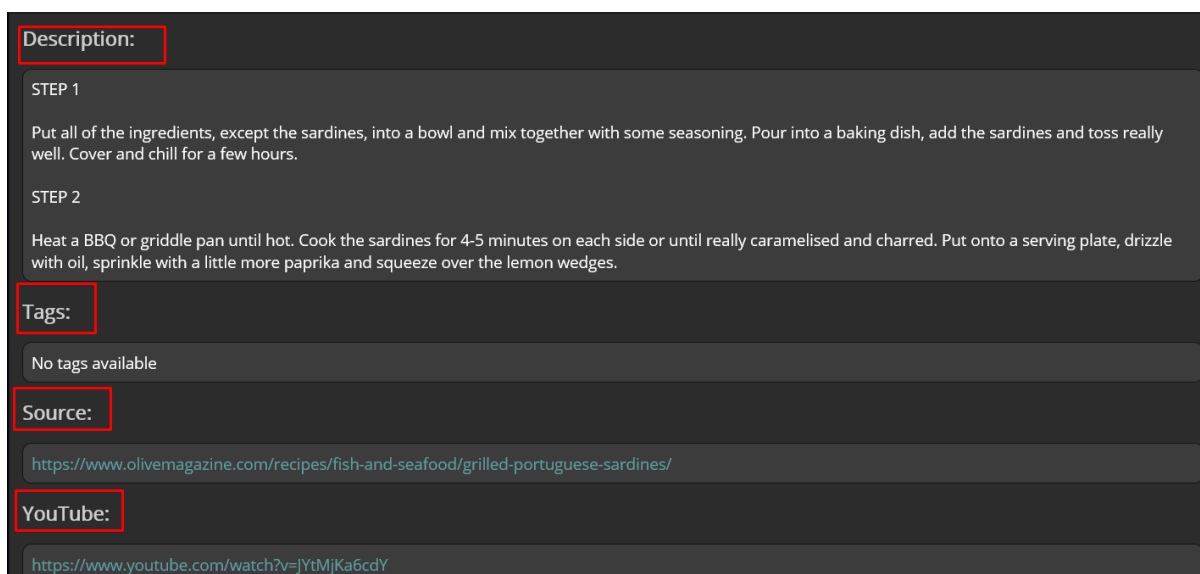 Description:
STEP 1
Put all of the ingredients, except the sardines, into a bowl and mix together with some seasoning. Pour into a baking dish, add the sardines and toss really
well. Cover and chill for a few hours.
STEP 2
Heat a BBQ or griddle pan until hot. Cook the sardines for 4-5 minutes on each side or until really caramelised and charred. Put onto a serving plate, drizzle
with oil, sprinkle with a little more paprika and squeeze over the lemon wedges.
Tags:
No tags available
Source:
https://www.olivemagazine.com/recipes/fish-and-seafood/grilled-portuguese-sardines/
YouTube:
https://www.youtube.com/watch?v=JYtMjKa6cdY